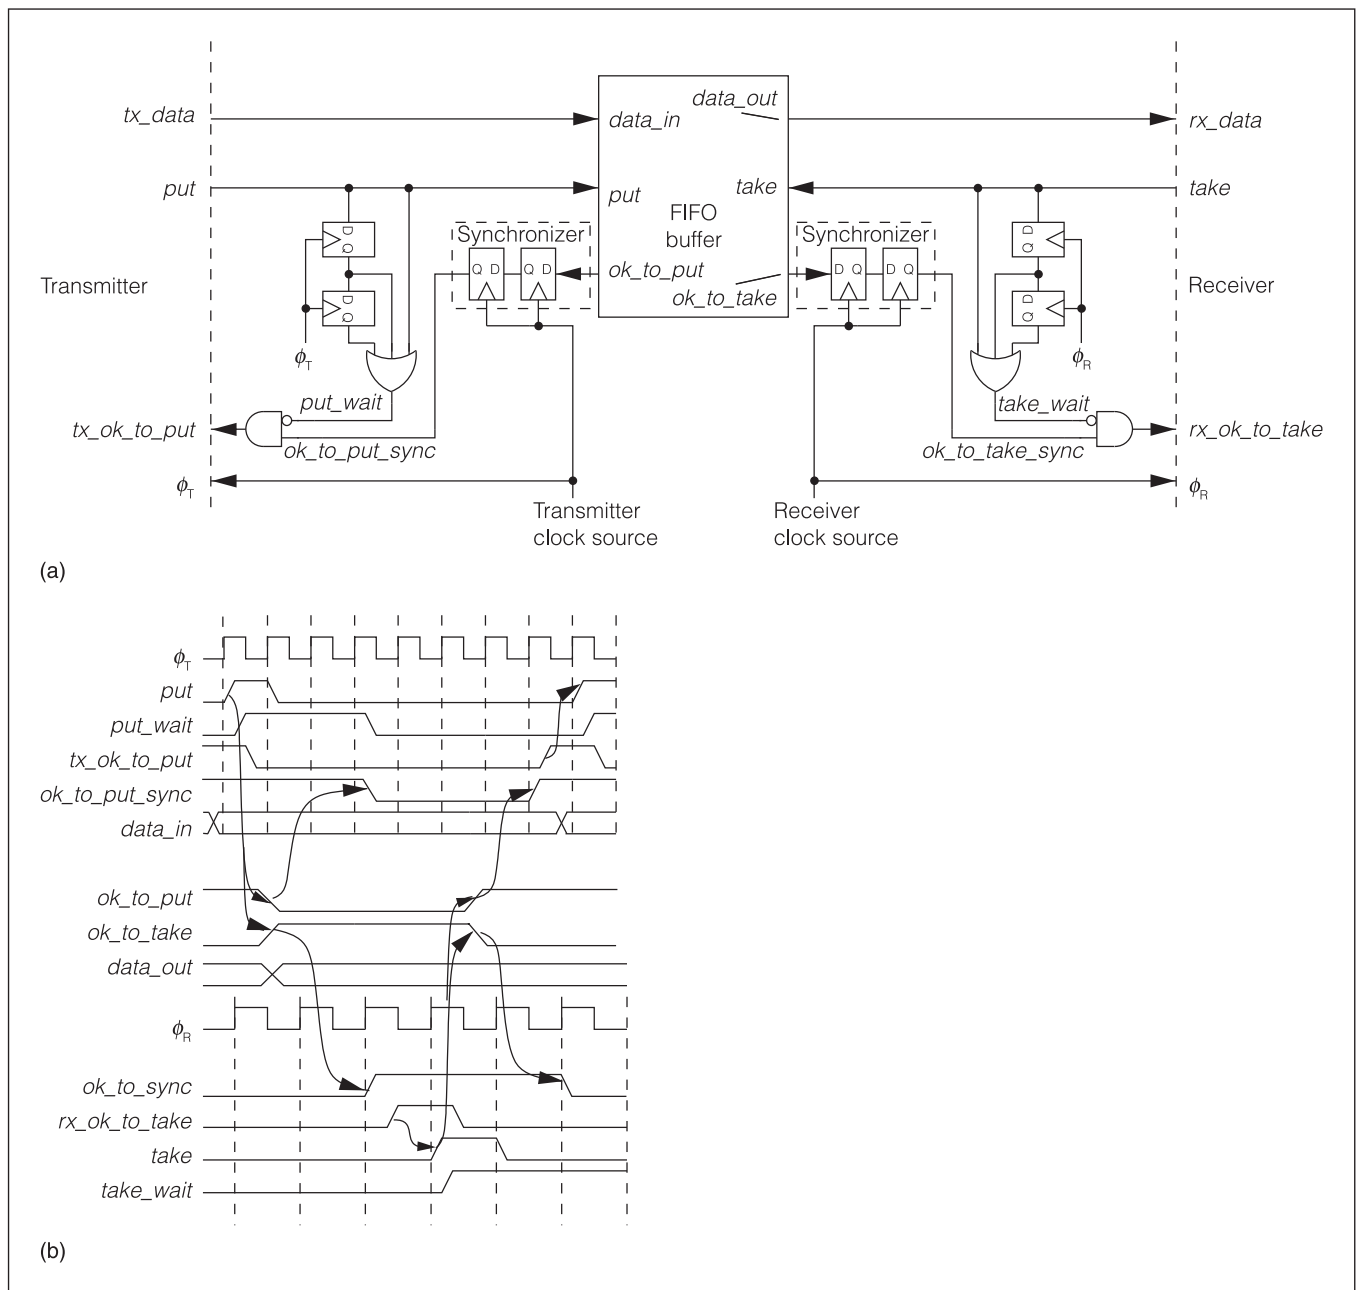 tx_data
data_in
data_out
rx_data
put
put
take
take
FIFO
buffer
D
Q
D
Q
Synchronizer
Q D
Q D
ok_to_put
ok_to_take
Synchronizer
D Q
D Q
D
Q
D
Q
Transmitter
Receiver
ϕT
ϕR
put_wait
take_wait
tx_ok_to_put
ok_to_put_sync
ok_to_take_sync
rx_ok_to_take
ϕT
ϕR
Transmitter
clock source
Receiver
clock source
(a)
ϕT
put
put_wait
tx_ok_to_put
ok_to_put_sync
data_in
ok_to_put
ok_to_take
data_out
ϕR
ok_to_sync
rx_ok_to_take
take
take_wait
(b)